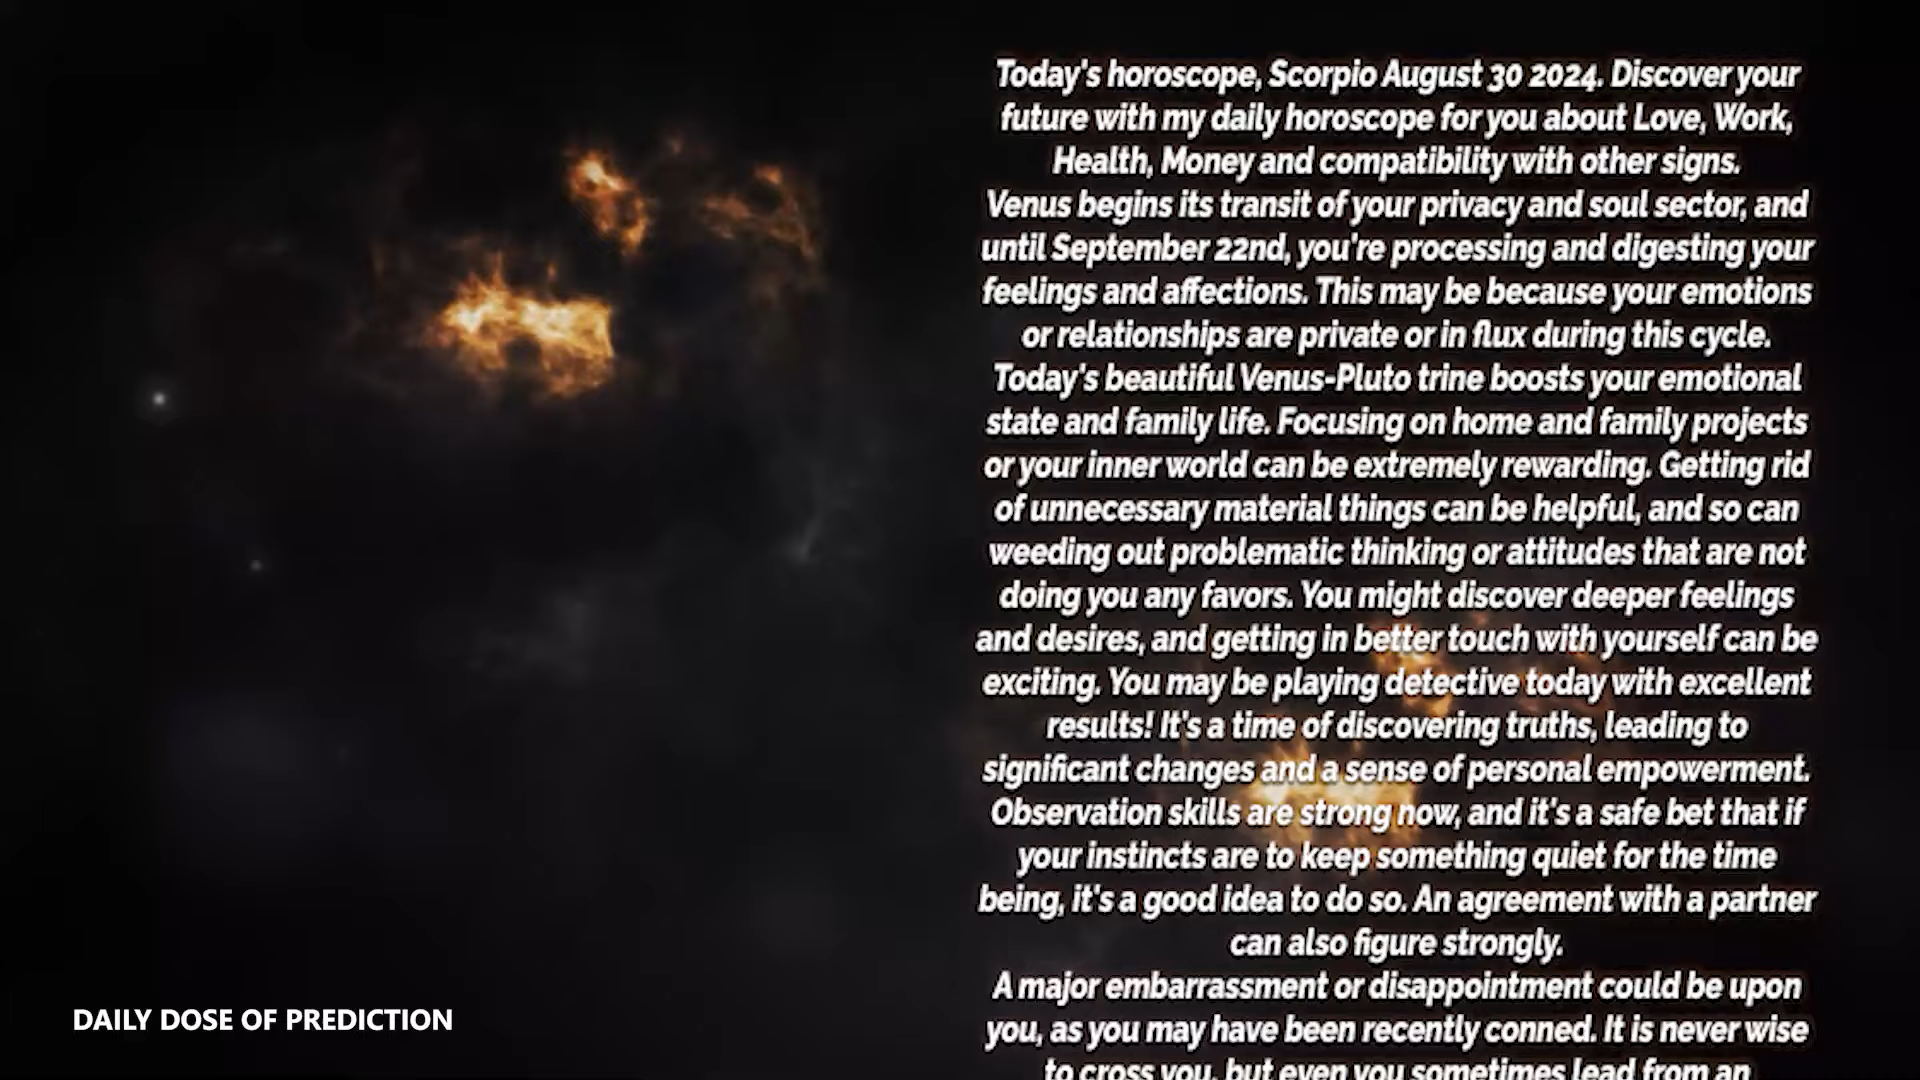 Today's horoscope, Scorpio August 30 2024. Discover your
future with my daily horoscope for you about Love, Work,
Health, Money and compatibility with other signs.
Venus begins its transit of your privacy and soul sector, and
until September 22nd, you're processing and digesting your
feelings and affections. This may be because your emotions
or relationships are private or in flux during this cycle.
Today's beautiful Venus-Pluto trine boosts your emotional
state and family life. Focusing on home and family projects
or your inner world can be extremely rewarding. Getting rid
of unnecessary material things can be helpful, and so can
weeding out problematic thinking or attitudes that are not
doing you any favors. You might discover deeper feelings
and desires, and getting in better touch with yourself can be
exciting. You may be playing detective today with excellent
results! It's a time of discovering truths, leading to
significant changes and a sense of personal empowerment.
Observation skills are strong now, and it's a safe bet that if
your instincts are to keep something quiet for the time
being, it's a good idea to do so. An agreement with a partner
can also figure strongly.
A major embarrassment or disappointment could be upon
you, as you may have been recently conned. It is never wise
to cross you, but even you sometimes lead from an
DAILY DOSE OF PREDICTION